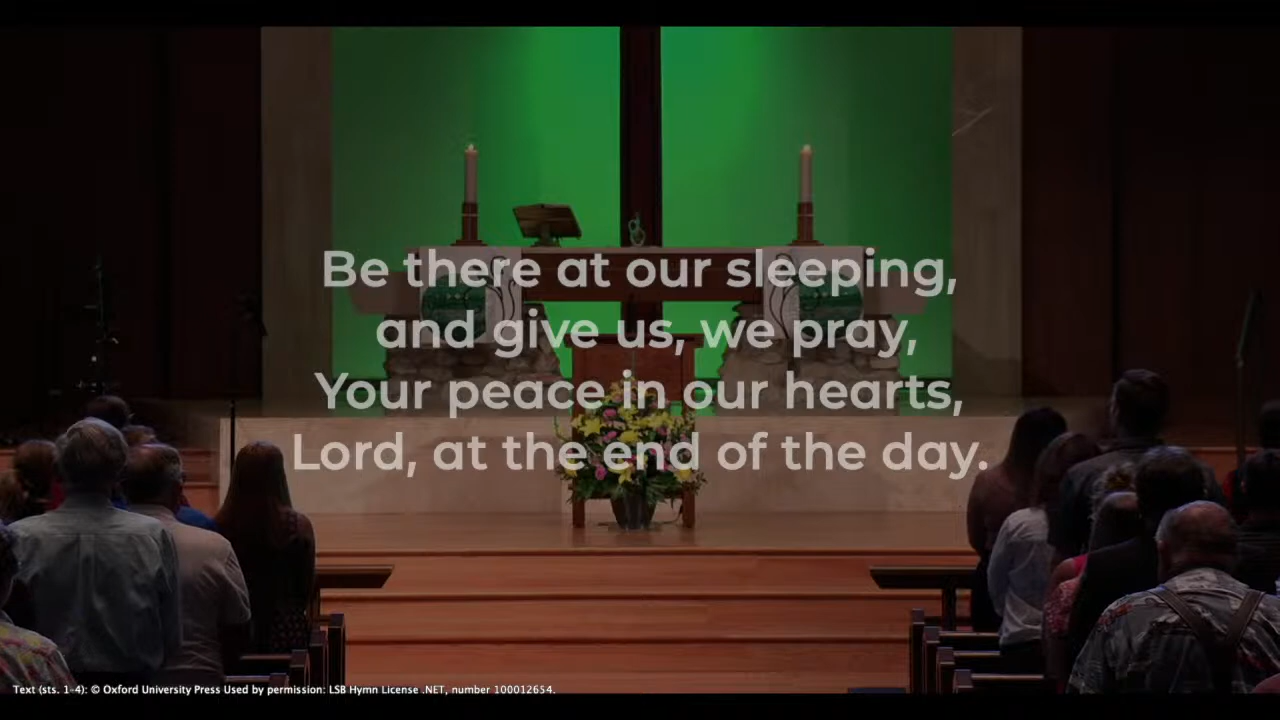 Be there at our sleeping,
and give us, we pray,
Your peace in our hearts,
Lord, at the end of the day.
Text (sts. 1-4): © Oxford University Press Used by permission: LSB Hymn License .NET, number 100012654.